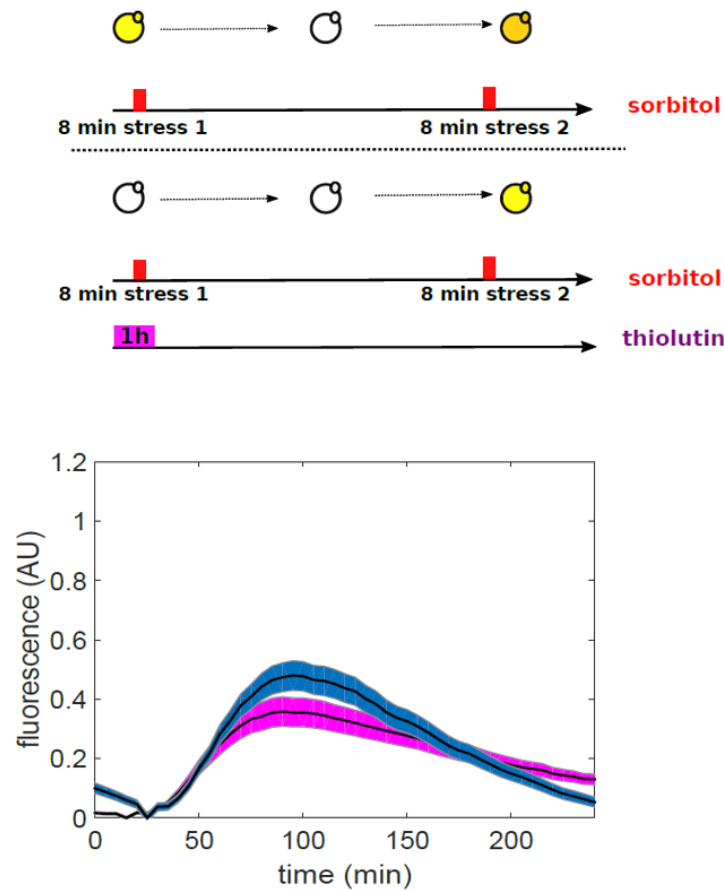 sorbitol
8 min stress 1 8 min stress 2
sorbitol
8 min stress 1 8 min stress 2
1h thiolutin
1.2
1
0.8
0.6
0.4
0.2
0
fluorescence (AU)
0 50 100 150 200
time (min)